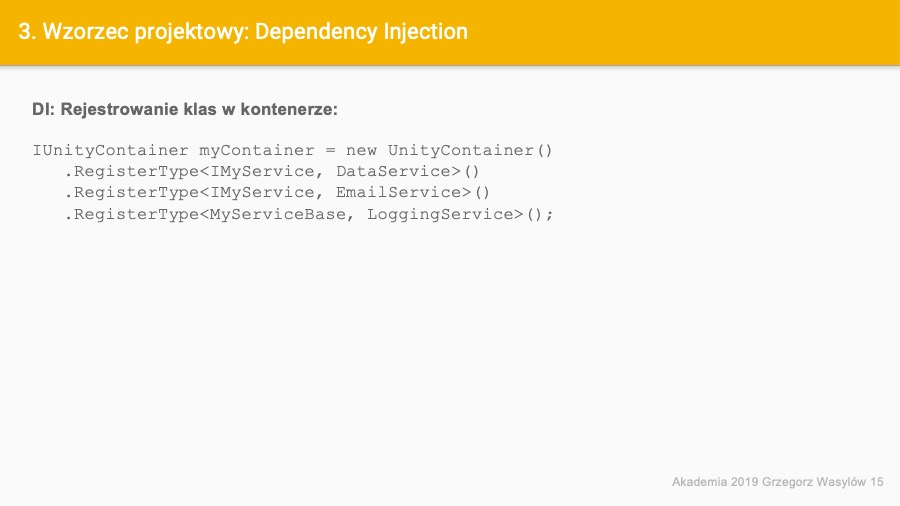 3. Wzorzec projektowy: Dependency Injection
DI: Rejestrowanie klas w kontenerze:
IUnityContainer myContainer = new UnityContainer()
.RegisterType<IMyService, DataService>()
.RegisterType<IMyService, EmailService>()
.RegisterType<MyServiceBase, LoggingService>();
Akademia 2019 Grzegorz Wasylów 15